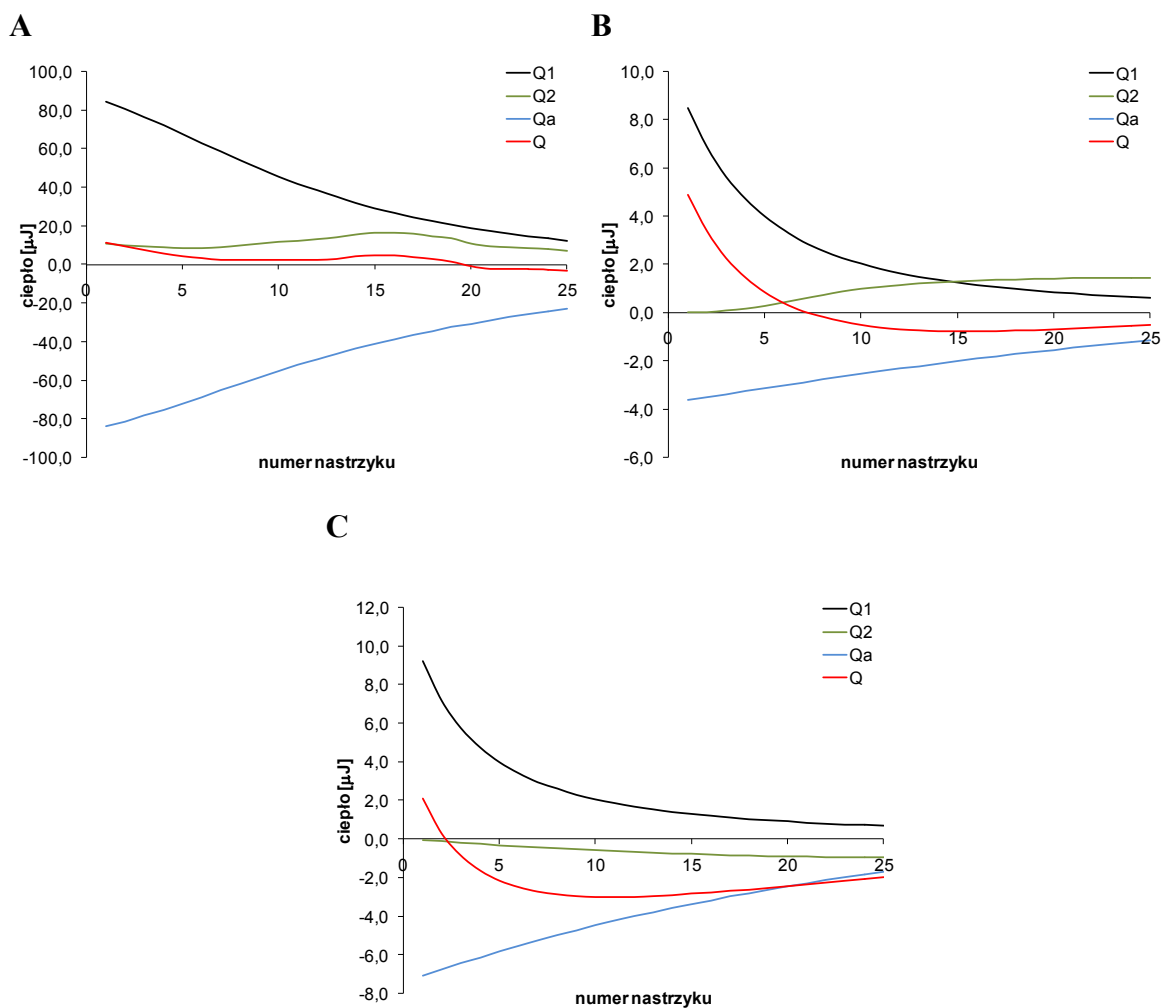 A
100,0
80,0
60,0
40,0
20,0
0,0
-20,0
-40,0
-60,0
-80,0
-100,0
0
5
10
15
20
25
ciepło [μJ]
numer nastrzyku
Q1
Q2
Qa
Q
B
10,0
8,0
6,0
4,0
2,0
0,0
-2,0
-4,0
-6,0
0
5
10
15
20
25
ciepło [μJ]
numer nastrzyku
Q1
Q2
Qa
Q
C
12,0
10,0
8,0
6,0
4,0
2,0
0,0
-2,0
-4,0
-6,0
-8,0
0
5
10
15
20
25
ciepło [μJ]
numer nastrzyku
Q1
Q2
Qa
Q